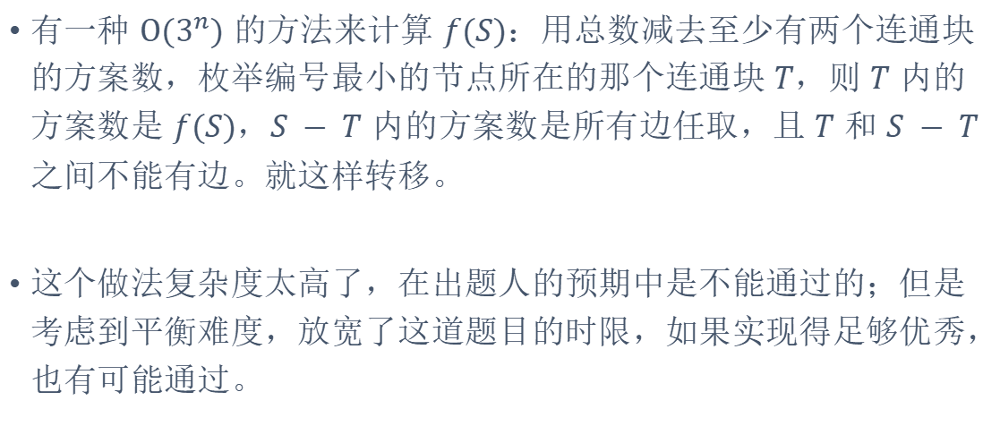 • 有一种 O(3ⁿ) 的方法来计算 f(S)：用总数减去至少有两个连通块
的方案数，枚举编号最小的节点所在的那个连通块 T，则 T 内的
方案数是 f(S)，S − T 内的方案数是所有边任取，且 T 和 S − T
之间不能有边。就这样转移。
• 这个做法复杂度太高了，在出题人的预期中是不能通过的；但是
考虑到平衡难度，放宽了这道题目的时限，如果实现得足够优秀，
也有可能通过。